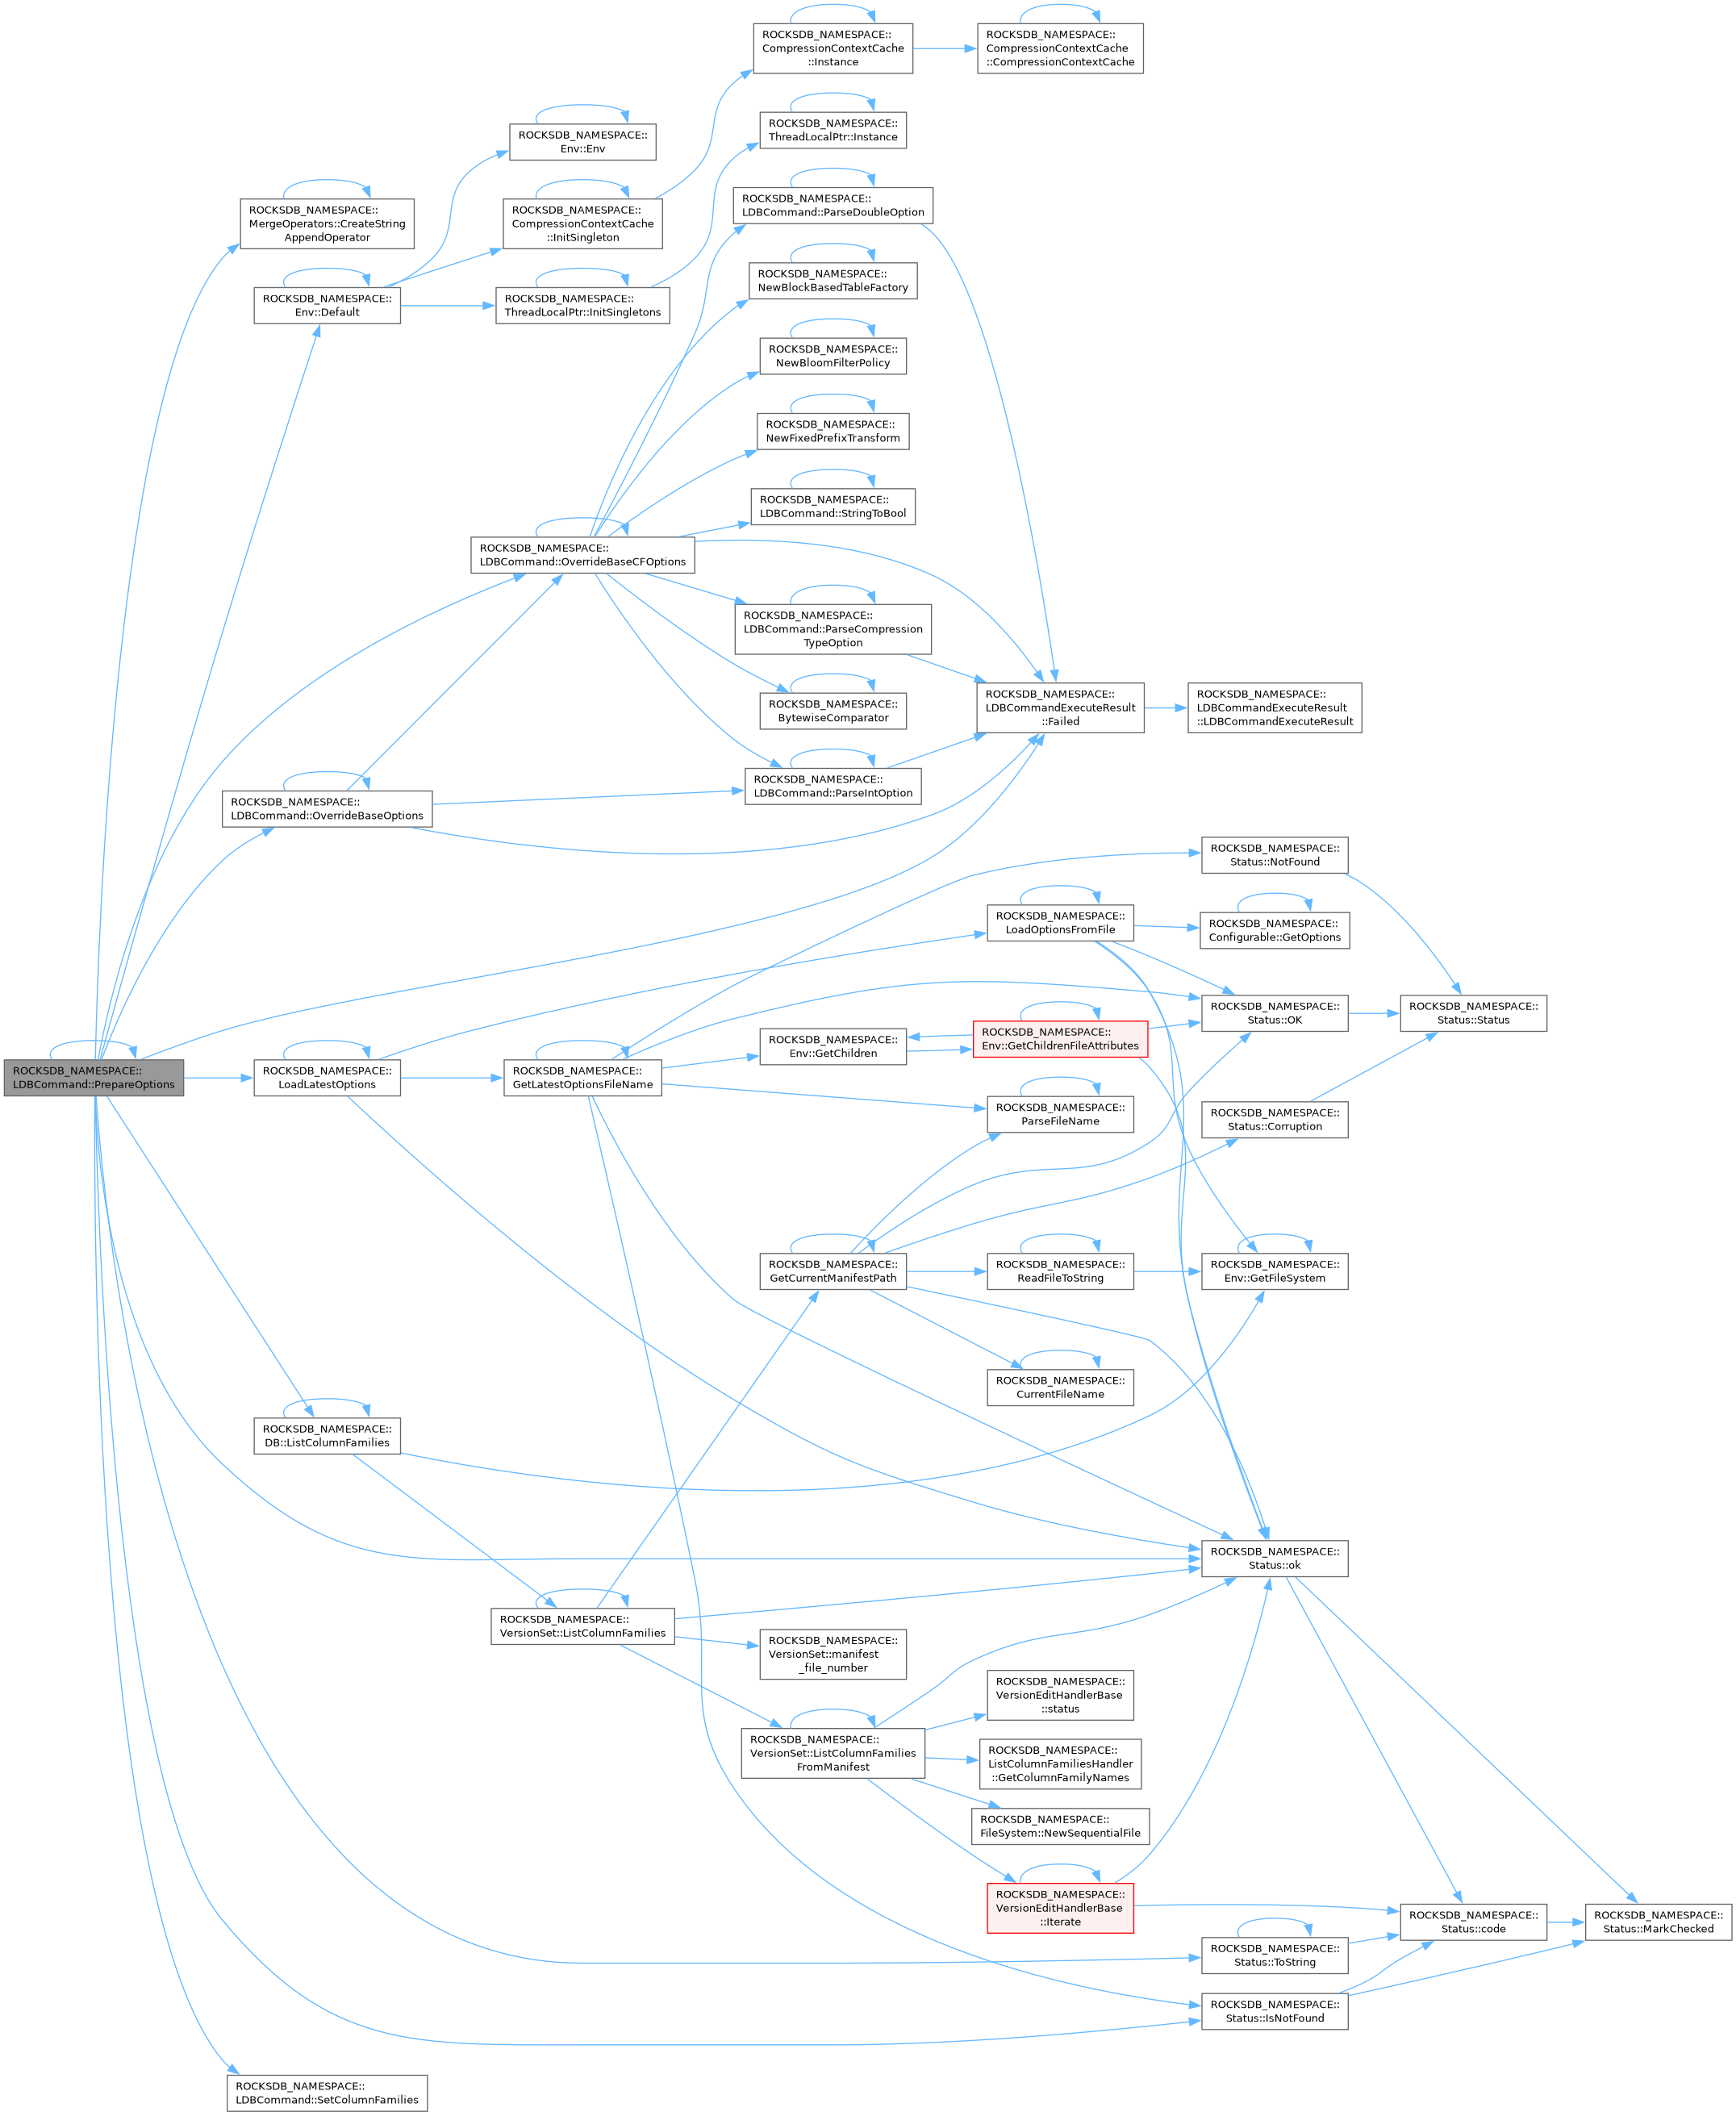 ROCKSDB_NAMESPACE::
CompressionContextCache
::Instance
ROCKSDB_NAMESPACE::
CompressionContextCache
::CompressionContextCache
ROCKSDB_NAMESPACE::
ThreadLocalPtr::Instance
ROCKSDB_NAMESPACE::
Env::Env
ROCKSDB_NAMESPACE::
LDBCommand::ParseDoubleOption
ROCKSDB_NAMESPACE::
MergeOperators::CreateString
AppendOperator
ROCKSDB_NAMESPACE::
CompressionContextCache
::InitSingleton
ROCKSDB_NAMESPACE::
NewBlockBasedTableFactory
ROCKSDB_NAMESPACE::
Env::Default
ROCKSDB_NAMESPACE::
ThreadLocalPtr::InitSingletons
ROCKSDB_NAMESPACE::
NewBloomFilterPolicy
ROCKSDB_NAMESPACE::
NewFixedPrefixTransform
ROCKSDB_NAMESPACE::
LDBCommand::StringToBool
ROCKSDB_NAMESPACE::
LDBCommand::OverrideBaseCFOptions
ROCKSDB_NAMESPACE::
LDBCommand::ParseCompression
TypeOption
ROCKSDB_NAMESPACE::
BytewiseComparator
ROCKSDB_NAMESPACE::
LDBCommandExecuteResult
::Failed
ROCKSDB_NAMESPACE::
LDBCommandExecuteResult
::LDBCommandExecuteResult
ROCKSDB_NAMESPACE::
LDBCommand::ParseIntOption
ROCKSDB_NAMESPACE::
LDBCommand::OverrideBaseOptions
ROCKSDB_NAMESPACE::
Status::NotFound
ROCKSDB_NAMESPACE::
LoadOptionsFromFile
ROCKSDB_NAMESPACE::
Configurable::GetOptions
ROCKSDB_NAMESPACE::
Status::OK
ROCKSDB_NAMESPACE::
Status::Status
ROCKSDB_NAMESPACE::
Env::GetChildren
ROCKSDB_NAMESPACE::
Env::GetChildrenFileAttributes
ROCKSDB_NAMESPACE::
LDBCommand::PrepareOptions
ROCKSDB_NAMESPACE::
LoadLatestOptions
ROCKSDB_NAMESPACE::
GetLatestOptionsFileName
ROCKSDB_NAMESPACE::
ParseFileName
ROCKSDB_NAMESPACE::
Status::Corruption
ROCKSDB_NAMESPACE::
GetCurrentManifestPath
ROCKSDB_NAMESPACE::
ReadFileToString
ROCKSDB_NAMESPACE::
Env::GetFileSystem
ROCKSDB_NAMESPACE::
CurrentFileName
ROCKSDB_NAMESPACE::
DB::ListColumnFamilies
ROCKSDB_NAMESPACE::
Status::ok
ROCKSDB_NAMESPACE::
VersionSet::ListColumnFamilies
ROCKSDB_NAMESPACE::
VersionSet::manifest
_file_number
ROCKSDB_NAMESPACE::
VersionEditHandlerBase
::status
ROCKSDB_NAMESPACE::
VersionSet::ListColumnFamilies
FromManifest
ROCKSDB_NAMESPACE::
ListColumnFamiliesHandler
::GetColumnFamilyNames
ROCKSDB_NAMESPACE::
FileSystem::NewSequentialFile
ROCKSDB_NAMESPACE::
VersionEditHandlerBase
::Iterate
ROCKSDB_NAMESPACE::
Status::code
ROCKSDB_NAMESPACE::
Status::MarkChecked
ROCKSDB_NAMESPACE::
Status::ToString
ROCKSDB_NAMESPACE::
Status::IsNotFound
ROCKSDB_NAMESPACE::
LDBCommand::SetColumnFamilies